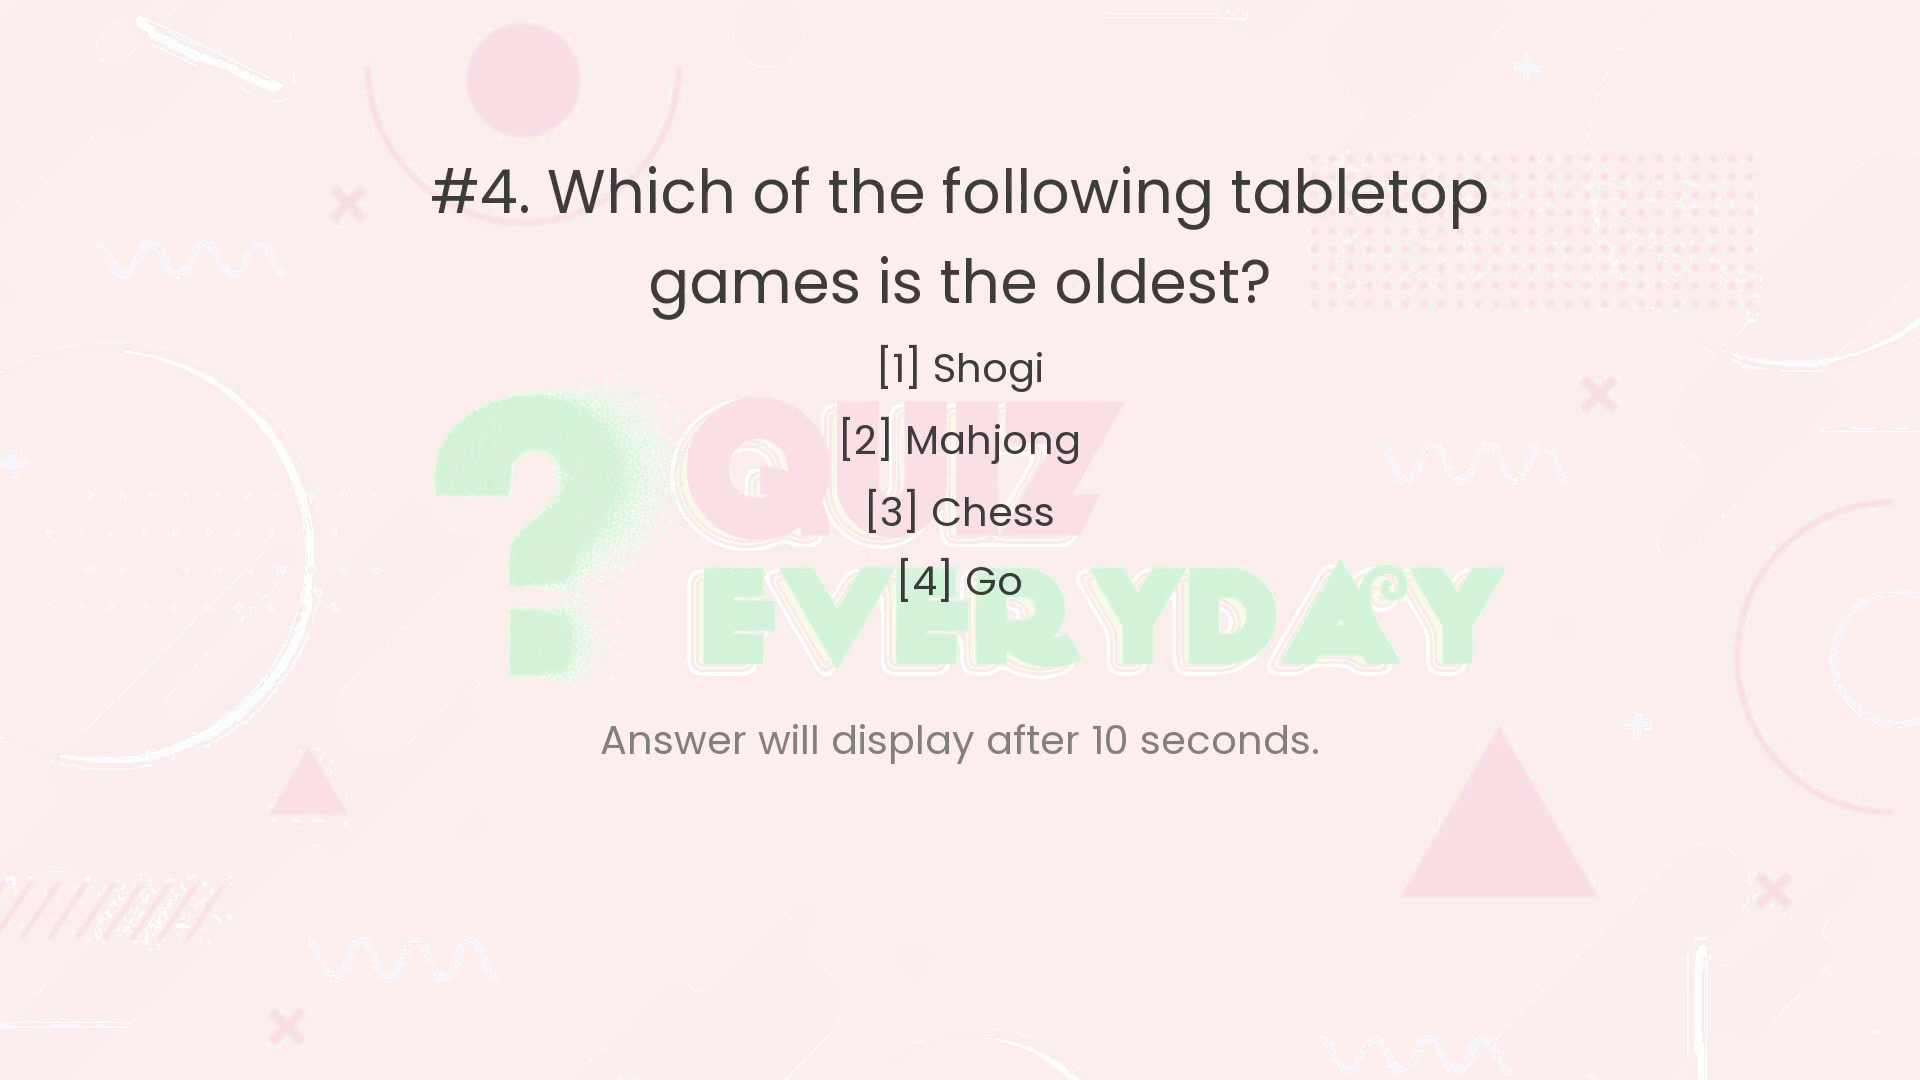 #4. Which of the following tabletop
games is the oldest?
[1] Shogi
[2] Mahjong
[3] Chess
[4] Go
? QUIZ
EVERYDAY
Answer will display after 10 seconds.